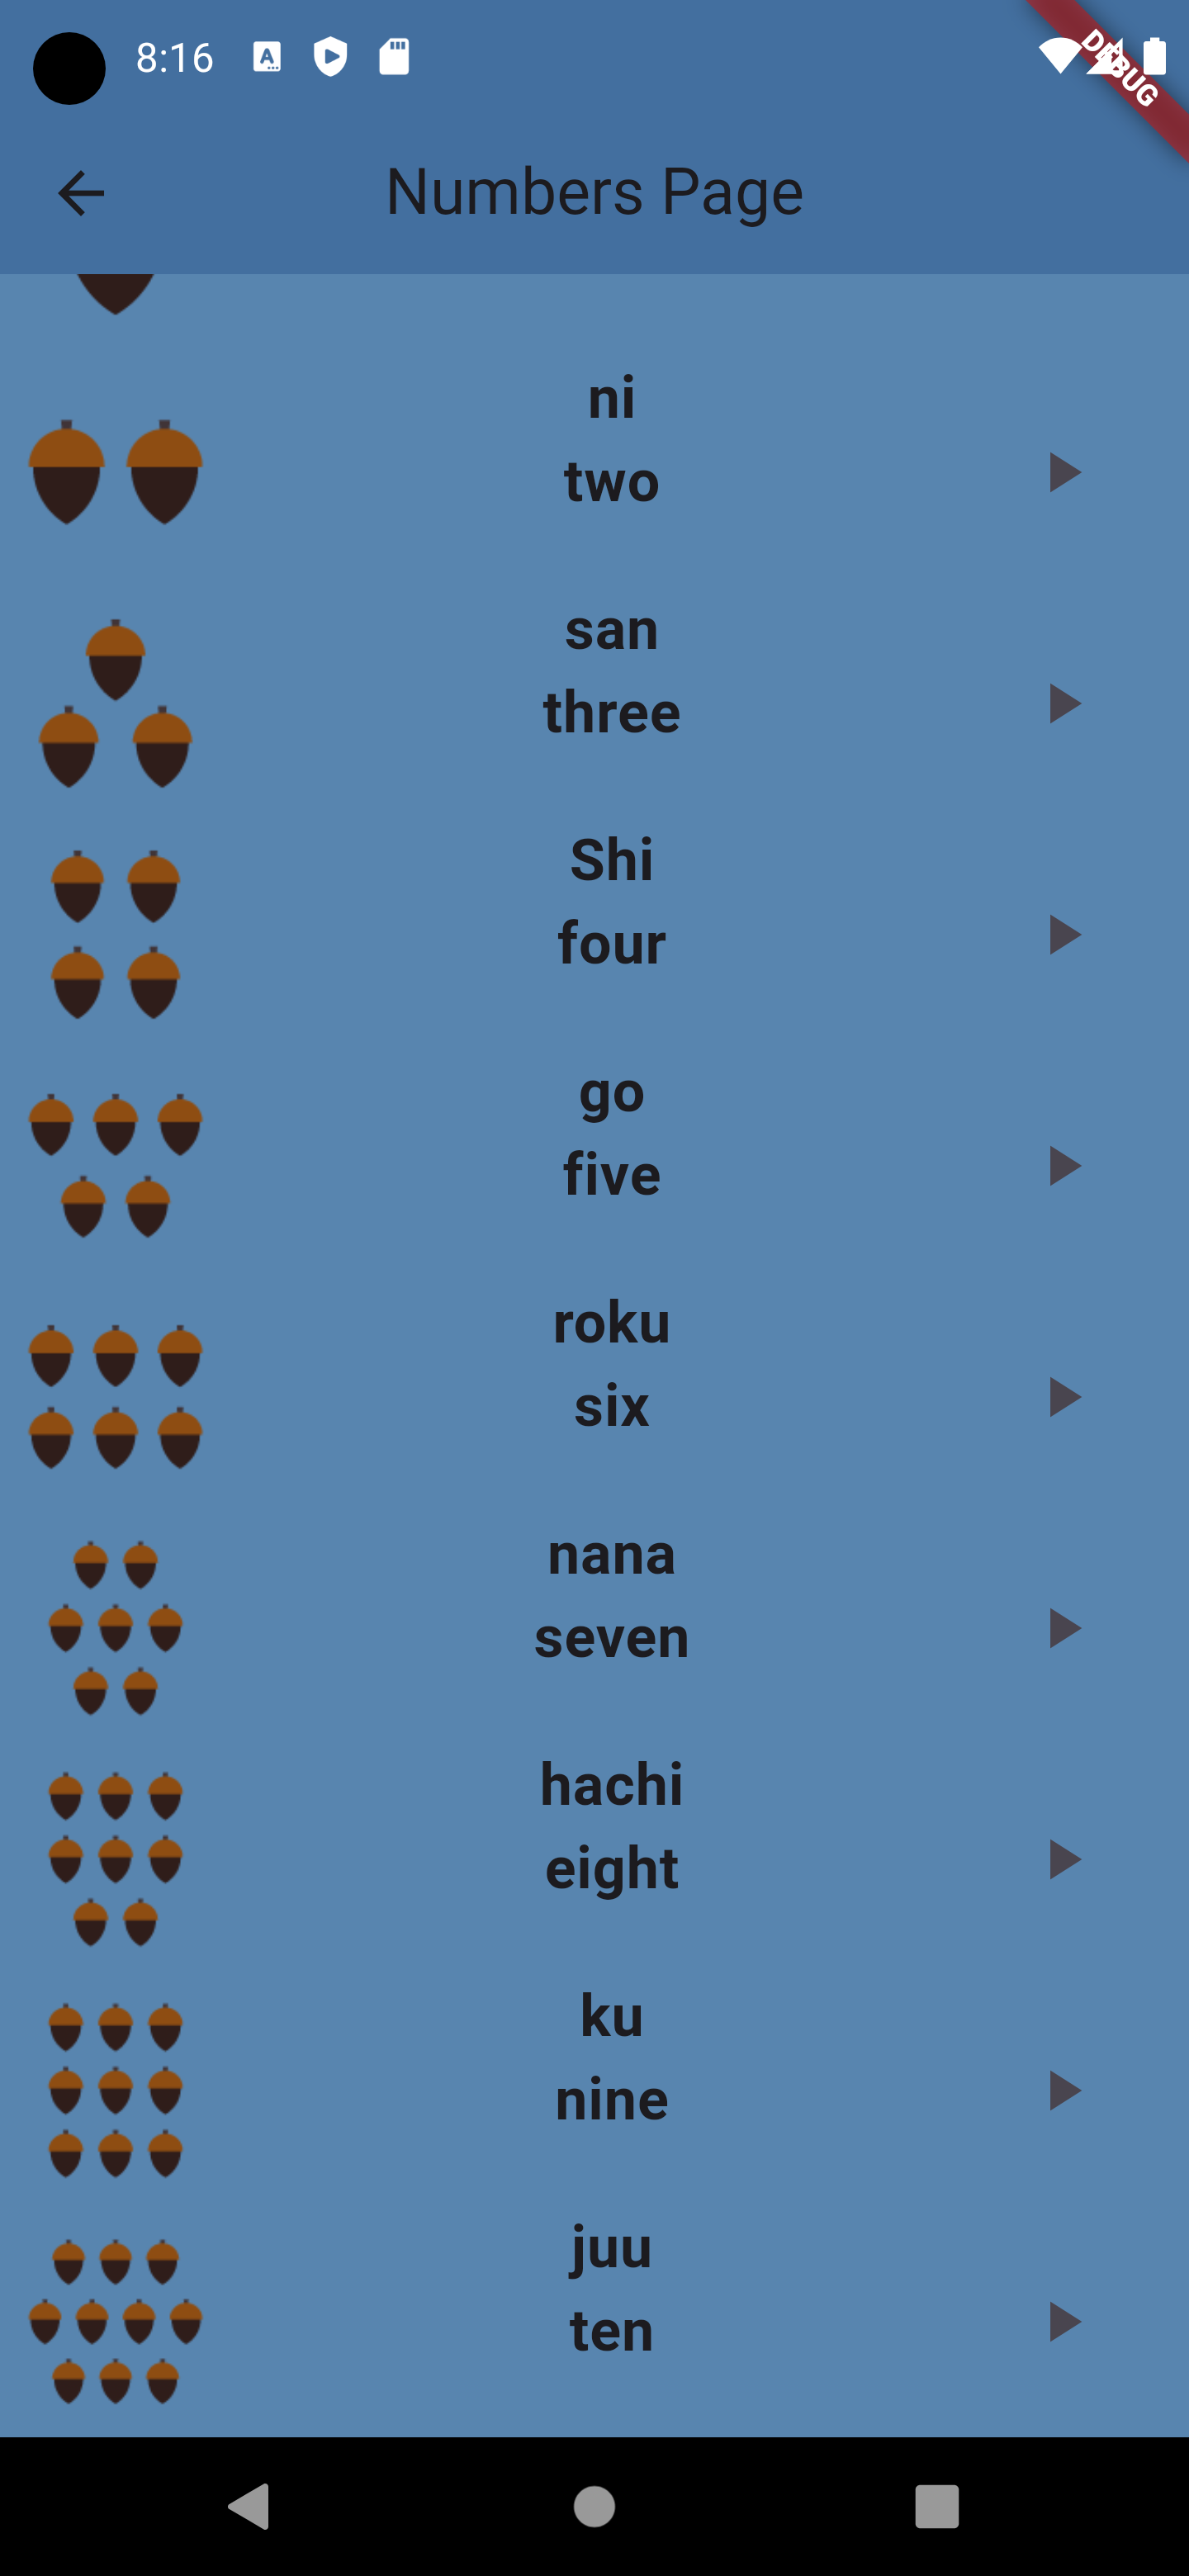 8:16
DEBUG
Numbers Page
ni
two
san
three
Shi
four
go
five
roku
six
nana
seven
hachi
eight
ku
nine
juu
ten